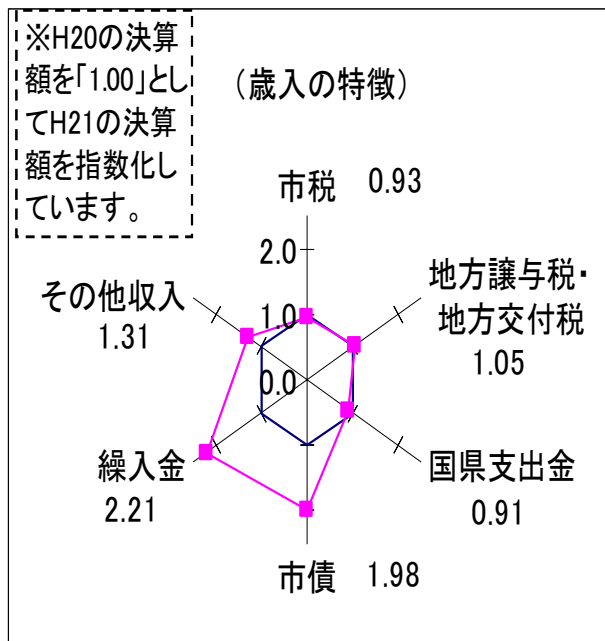 ※H20の決算
額を「1.00」とし
てH21の決算
額を指数化し
ています。
（歳入の特徴）
市税 0.93
2.0
1.0
0.0
地方譲与税・
地方交付税
1.05
国県支出金
0.91
市債 1.98
繰入金
2.21
その他収入
1.31